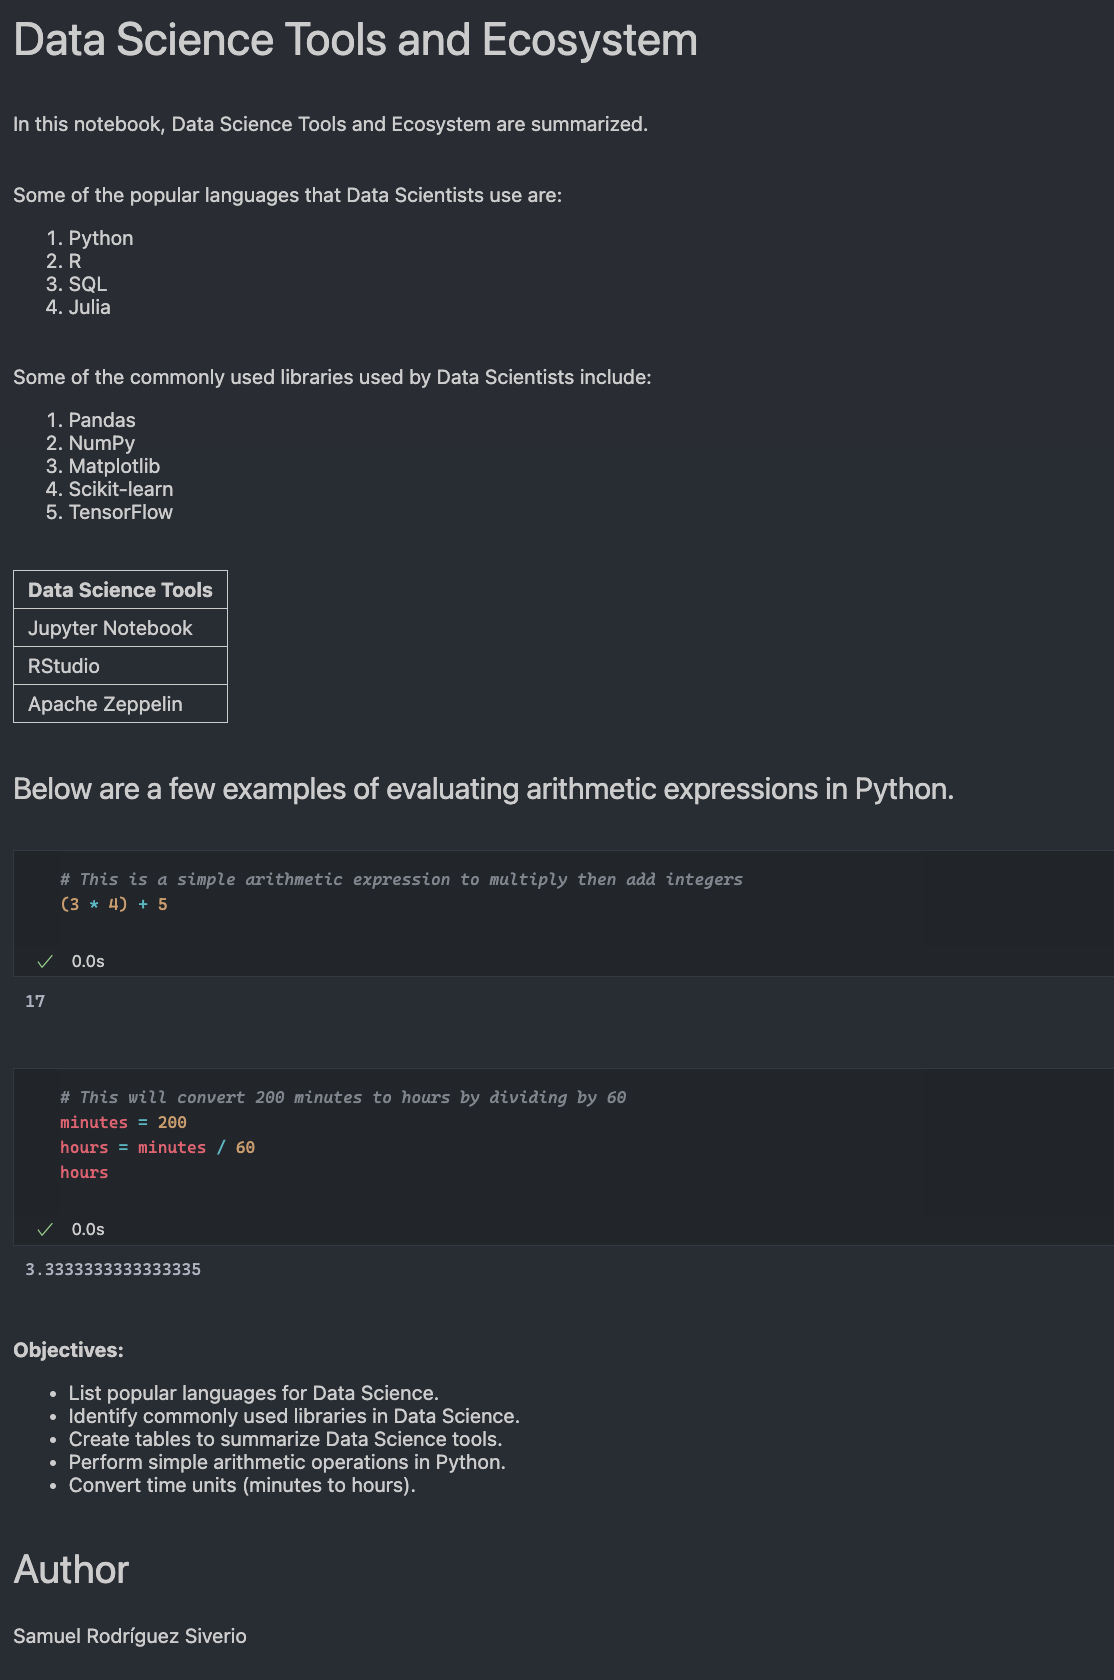 Data Science Tools and Ecosystem
In this notebook, Data Science Tools and Ecosystem are summarized.
Some of the popular languages that Data Scientists use are:
1. Python
2. R
3. SQL
4. Julia
Some of the commonly used libraries used by Data Scientists include:
1. Pandas
2. NumPy
3. Matplotlib
4. Scikit-learn
5. TensorFlow
Data Science Tools
Jupyter Notebook
RStudio
Apache Zeppelin
Below are a few examples of evaluating arithmetic expressions in Python.
# This is a simple arithmetic expression to multiply then add integers
(3 * 4) + 5
✓ 0.0s
17
# This will convert 200 minutes to hours by dividing by 60
minutes = 200
hours = minutes / 60
hours
✓ 0.0s
3.3333333333333335
Objectives:
• List popular languages for Data Science.
• Identify commonly used libraries in Data Science.
• Create tables to summarize Data Science tools.
• Perform simple arithmetic operations in Python.
• Convert time units (minutes to hours).
Author
Samuel Rodríguez Siverio